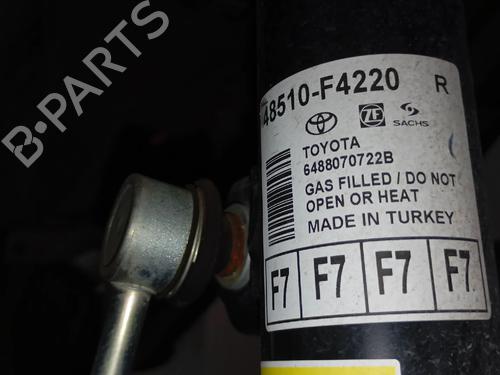 48510-F4220 R
ZF SACHS
TOYOTA
6488070722B
GAS FILLED / DO NOT
OPEN OR HEAT
MADE IN TURKEY
F7 F7 F7 F7
B-PARTS